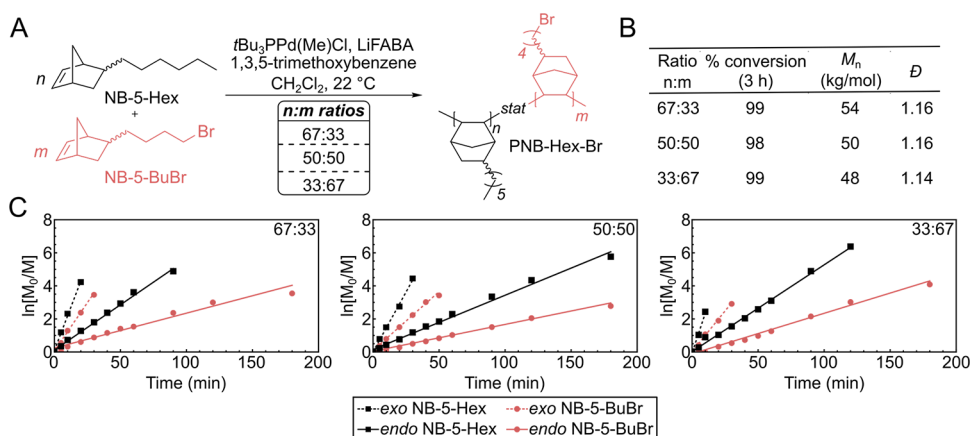 A
n
NB-5-Hex
+
m
Br
NB-5-BuBr
tBu₃PPd(Me)Cl, LiFABA
1,3,5-trimethoxybenzene
CH₂Cl₂, 22 °C
n:m ratios
67:33
50:50
33:67
Br
4
stat
n
m
PNB-Hex-Br
5
B
Ratio n:m % conversion (3 h) Mn (kg/mol) Đ
67:33 99 54 1.16
50:50 98 50 1.16
33:67 99 48 1.14
C
67:33
ln[M₀/M]
8
6
4
2
0
0 50 100 150 200
Time (min)
50:50
ln[M₀/M]
8
6
4
2
0
0 50 100 150 200
Time (min)
33:67
ln[M₀/M]
8
6
4
2
0
0 50 100 150 200
Time (min)
exo NB-5-Hex exo NB-5-BuBr
endo NB-5-Hex endo NB-5-BuBr